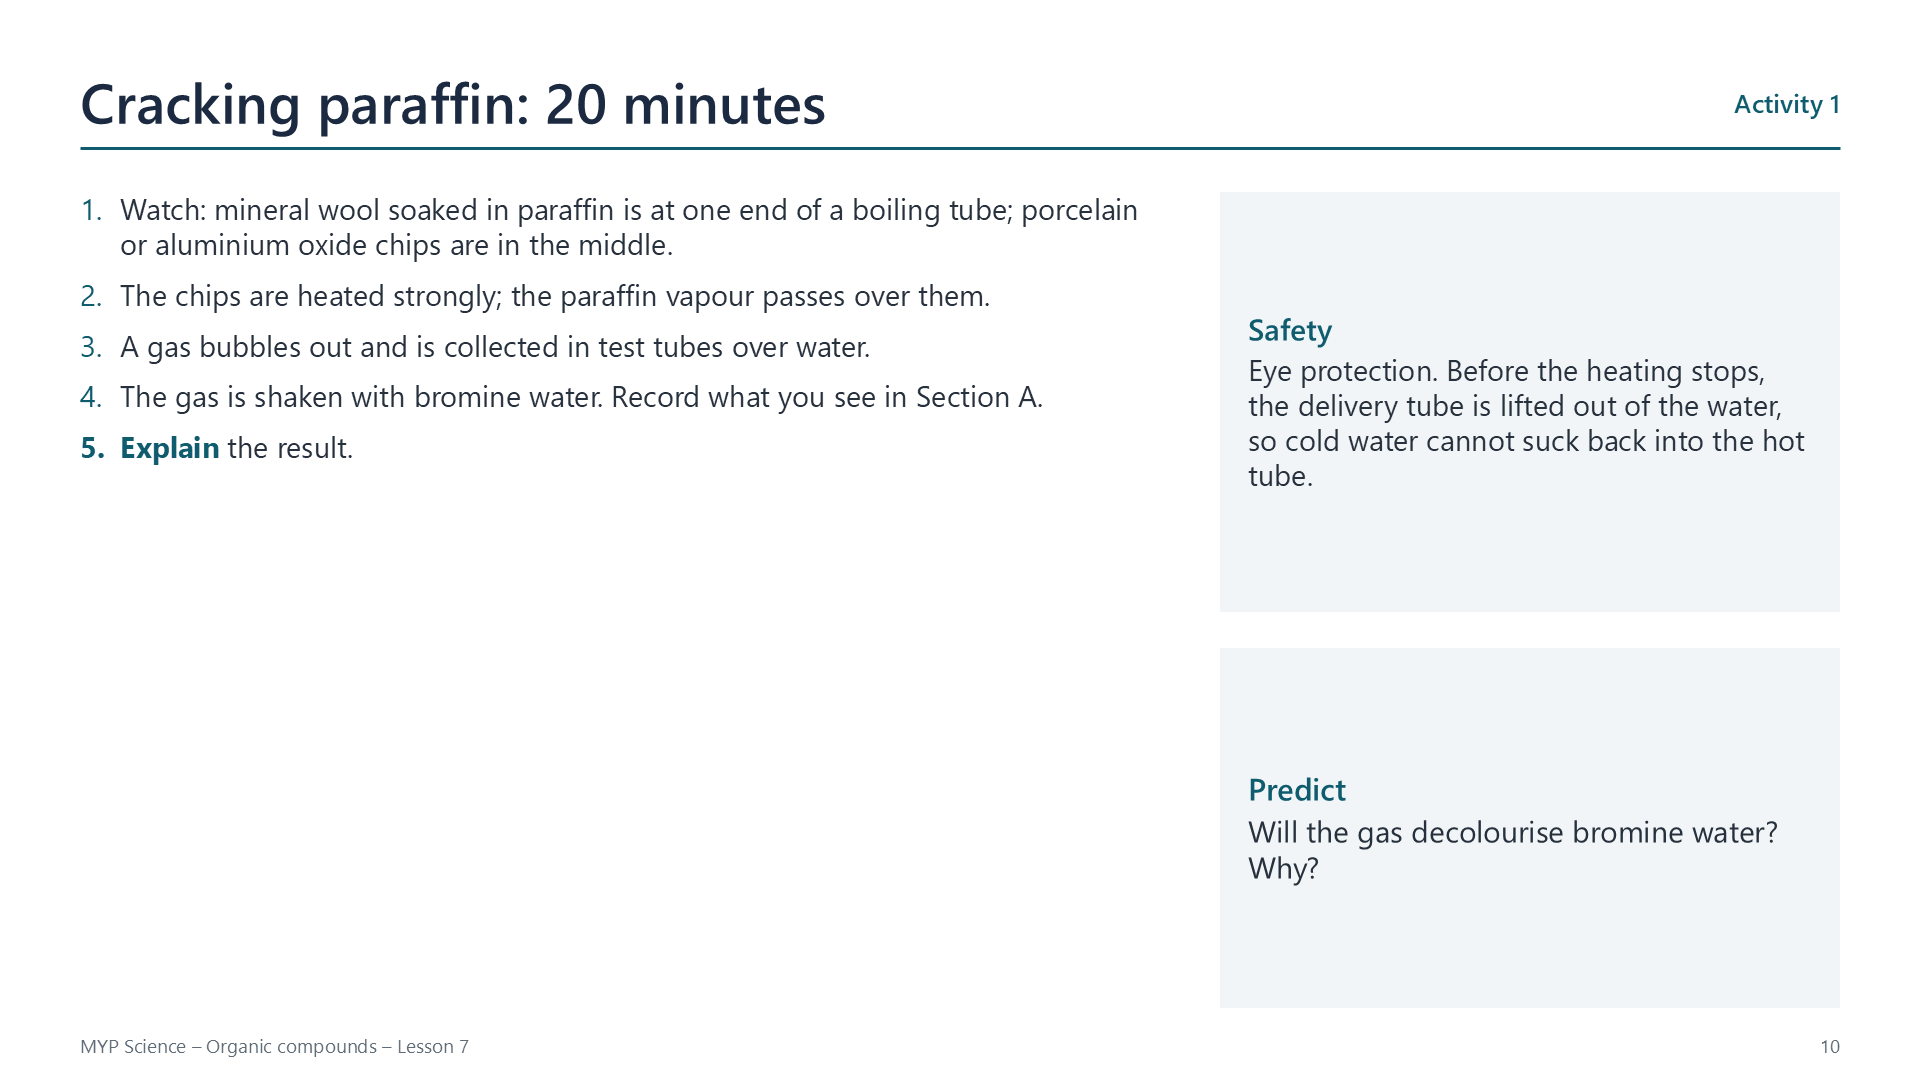 Cracking paraffin: 20 minutes
Activity 1
1. Watch: mineral wool soaked in paraffin is at one end of a boiling tube; porcelain
or aluminium oxide chips are in the middle.
2. The chips are heated strongly; the paraffin vapour passes over them.
3. A gas bubbles out and is collected in test tubes over water.
4. The gas is shaken with bromine water. Record what you see in Section A.
5. Explain the result.
Safety
Eye protection. Before the heating stops,
the delivery tube is lifted out of the water,
so cold water cannot suck back into the hot
tube.
Predict
Will the gas decolourise bromine water?
Why?
MYP Science – Organic compounds – Lesson 7
10